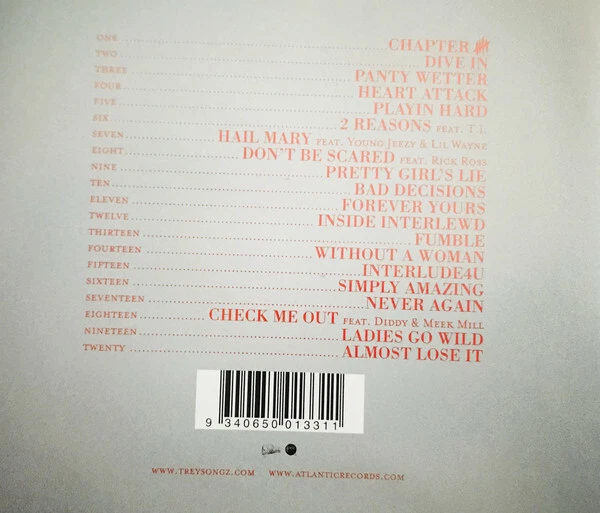 ONE CHAPTER
TWO DIVE IN
THREE PANTY WETTER
FOUR HEART ATTACK
FIVE PLAYIN HARD
SIX 2 REASONS FEAT. T.I.
SEVEN HAIL MARY FEAT. YOUNG JEEZY & LIL WAYNE
EIGHT DON'T BE SCARED FEAT. RICK ROSS
NINE PRETTY GIRL'S LIE
TEN BAD DECISIONS
ELEVEN FOREVER YOURS
TWELVE INSIDE INTERLEWD
THIRTEEN FUMBLE
FOURTEEN WITHOUT A WOMAN
FIFTEEN INTERLUDE4U
SIXTEEN SIMPLY AMAZING
SEVENTEEN NEVER AGAIN
EIGHTEEN CHECK ME OUT FEAT. DIDDY & MEEK MILL
NINETEEN LADIES GO WILD
TWENTY ALMOST LOSE IT
9 340650 013311
WWW.TREYSONGZ.COM WWW.ATLANTICRECORDS.COM